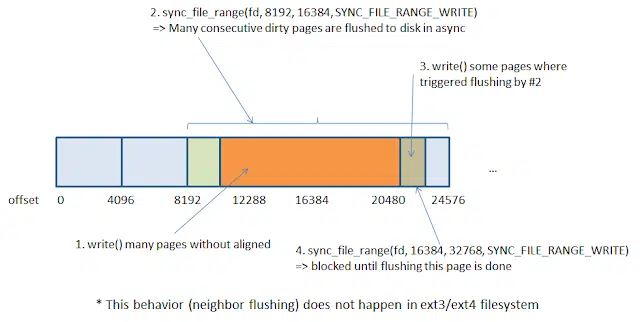 2. sync_file_range(fd, 8192, 16384, SYNC_FILE_RANGE_WRITE)
=> Many consecutive dirty pages are flushed to disk in async
3. write() some pages where
triggered flushing by #2
...
offset 0 4096 8192 12288 16384 20480 24576
1. write() many pages without aligned
4. sync_file_range(fd, 16384, 32768, SYNC_FILE_RANGE_WRITE)
=> blocked until flushing this page is done
* This behavior (neighbor flushing) does not happen in ext3/ext4 filesystem